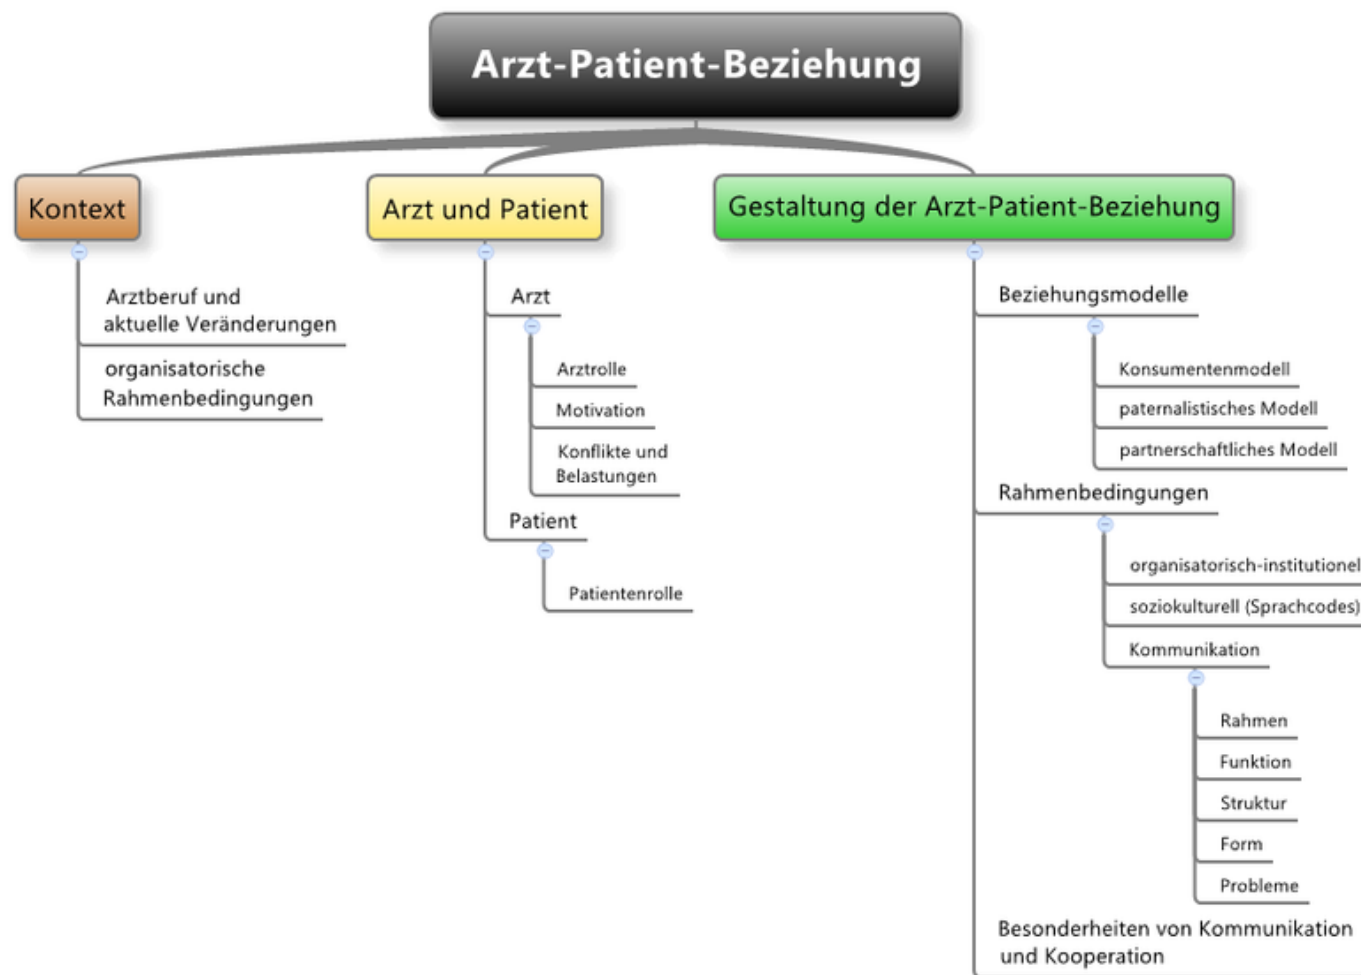 Arzt-Patient-Beziehung
Kontext
Arztberuf und
aktuelle Veränderungen
organisatorische
Rahmenbedingungen
Arzt und Patient
Arzt
Arztrolle
Motivation
Konflikte und
Belastungen
Patient
Patientenrolle
Gestaltung der Arzt-Patient-Beziehung
Beziehungsmodelle
Konsumentenmodell
paternalistisches Modell
partnerschaftliches Modell
Rahmenbedingungen
organisatorisch-institutionel
soziokulturell (Sprachcodes)
Kommunikation
Rahmen
Funktion
Struktur
Form
Probleme
Besonderheiten von Kommunikation
und Kooperation